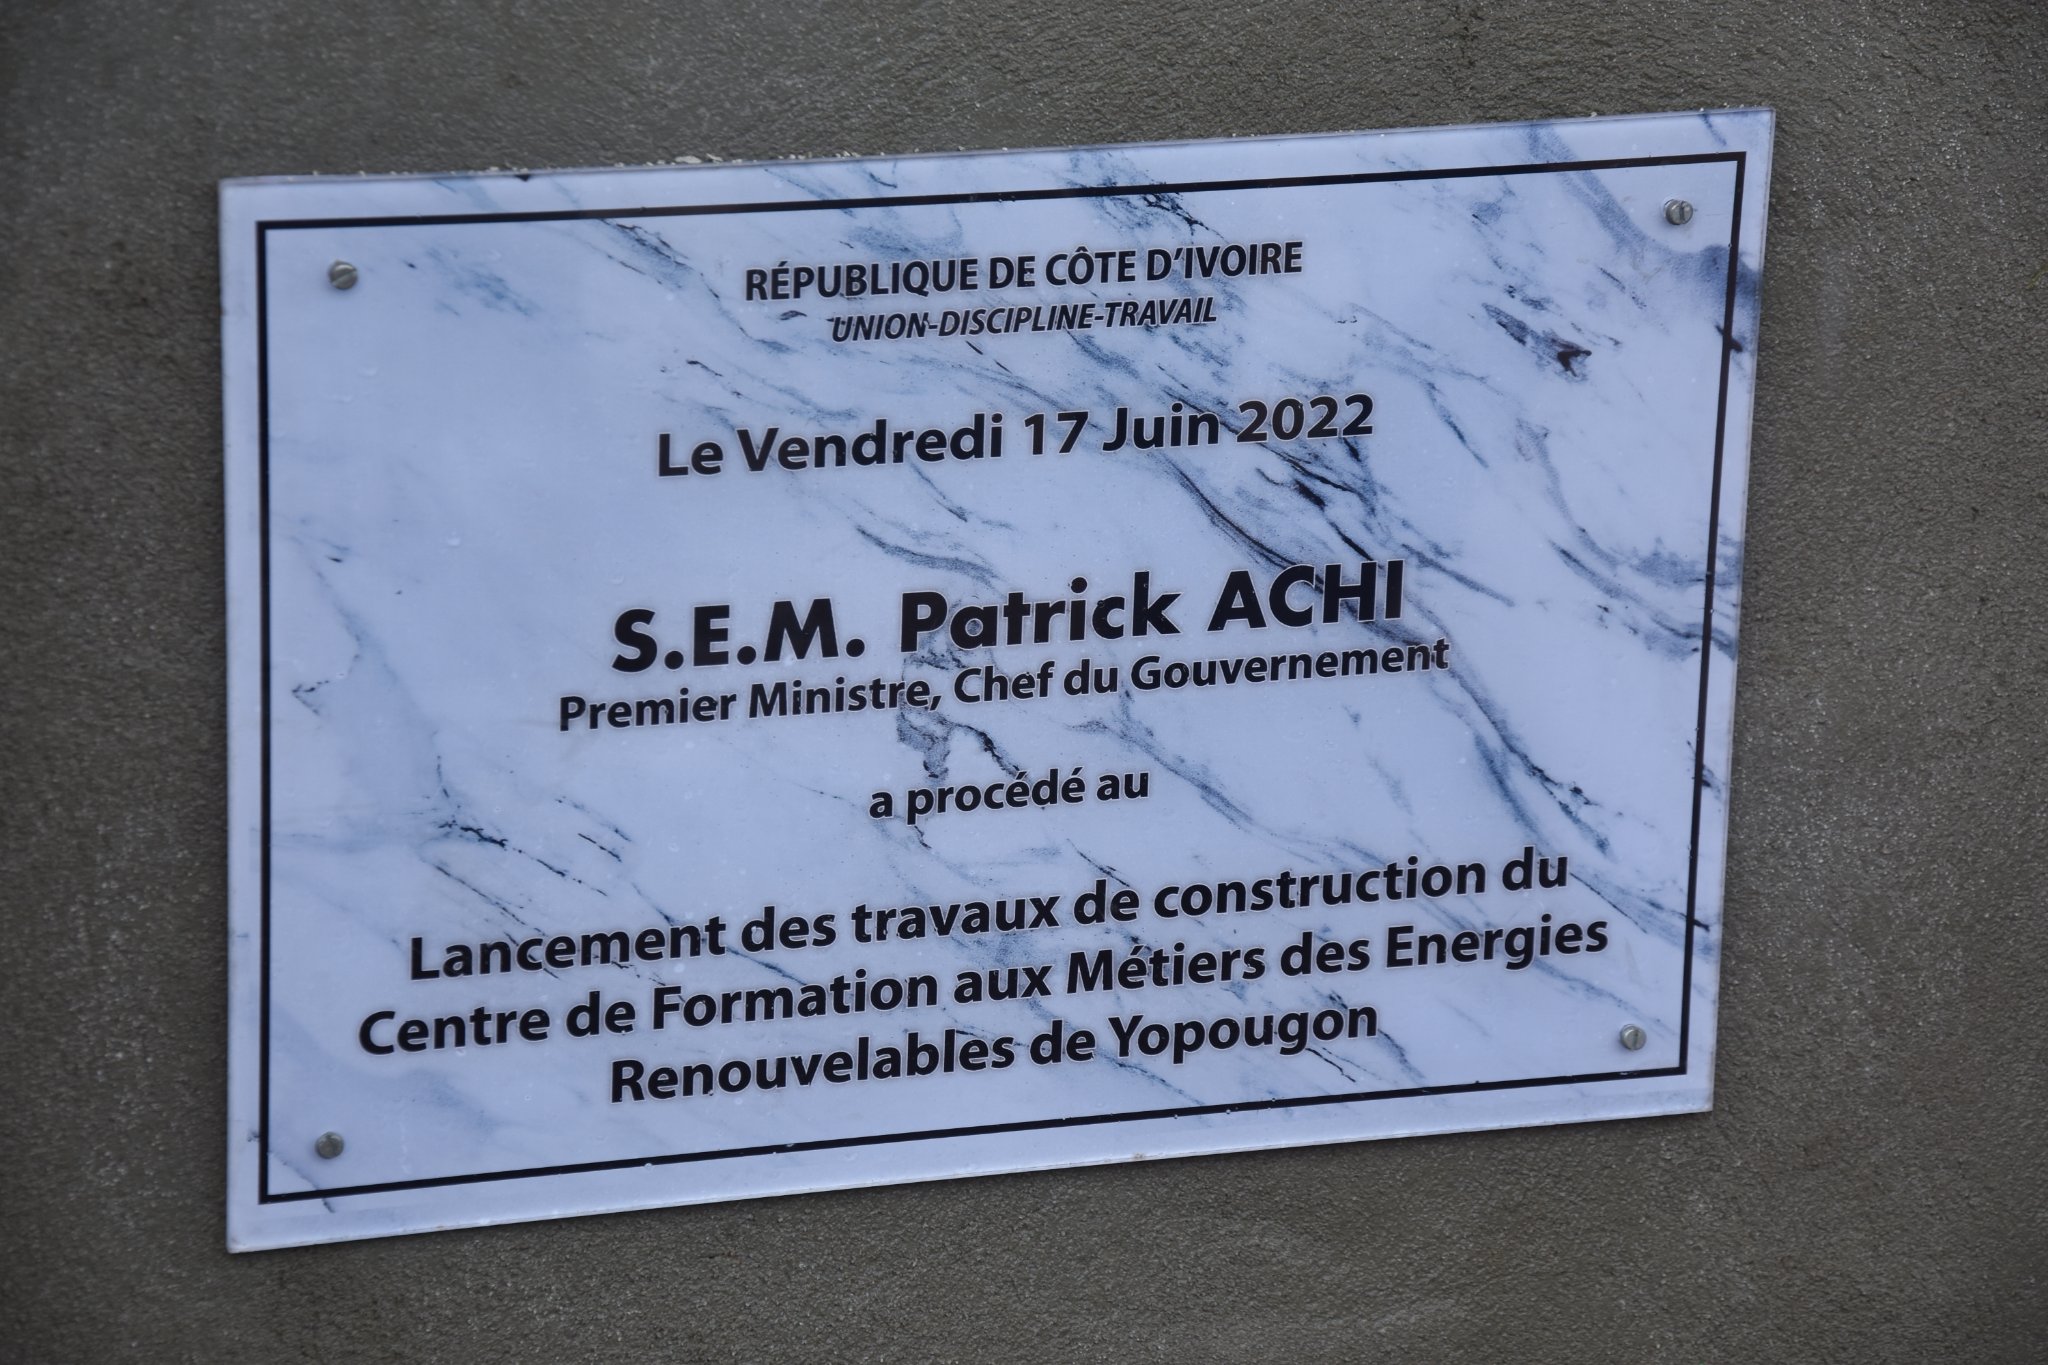 RÉPUBLIQUE DE CÔTE D'IVOIRE
UNION-DISCIPLINE-TRAVAIL
Le Vendredi 17 Juin 2022
S.E.M. Patrick ACHI
Premier Ministre, Chef du Gouvernement
a procédé au
Lancement des travaux de construction du
Centre de Formation aux Métiers des Energies
Renouvelables de Yopougon